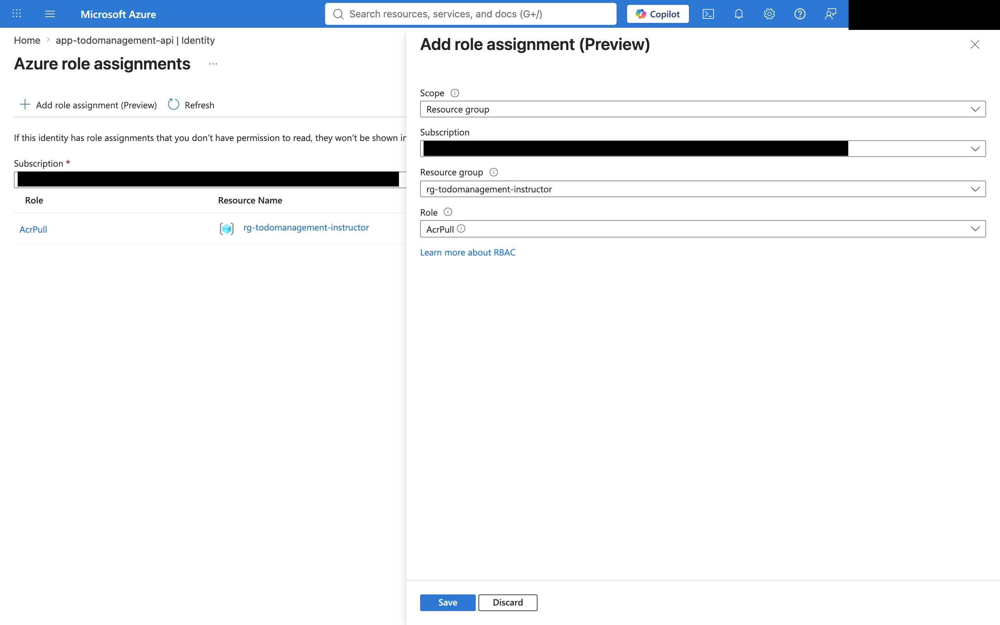 Microsoft Azure
Search resources, services, and docs (G+/)
Copilot
Home > app-todomanagement-api | Identity
Azure role assignments ...
Add role assignment (Preview)
Refresh
If this identity has role assignments that you don’t have permission to read, they won’t be shown in
Subscription *
Role
Resource Name
AcrPull
rg-todomanagement-instructor
Add role assignment (Preview)
Scope
Resource group
Subscription
Resource group
rg-todomanagement-instructor
Role
AcrPull
Learn more about RBAC
Save
Discard